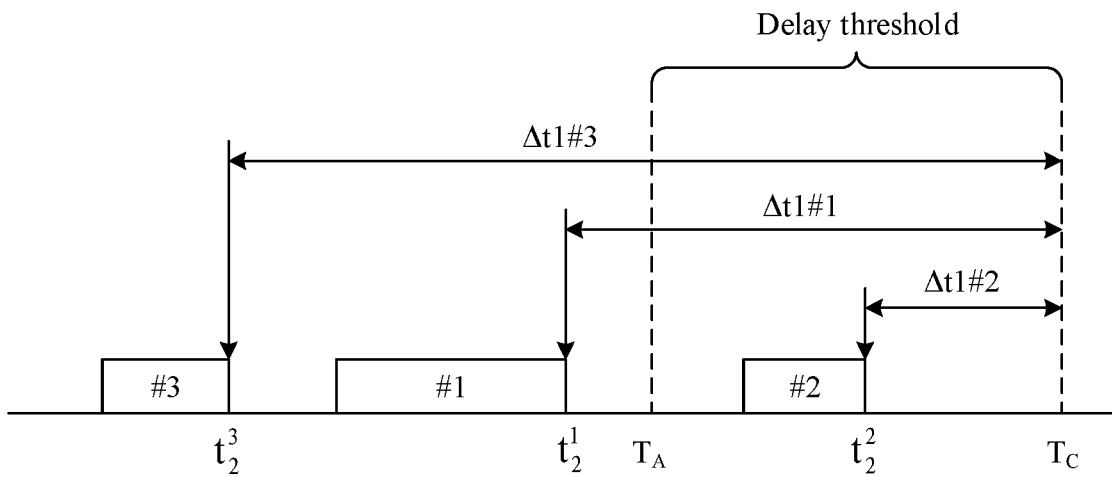 Delay threshold
Δt1#3
Δt1#1
Δt1#2
#3 #1 #2
t₂³ t₂¹ T_A t₂² T_C